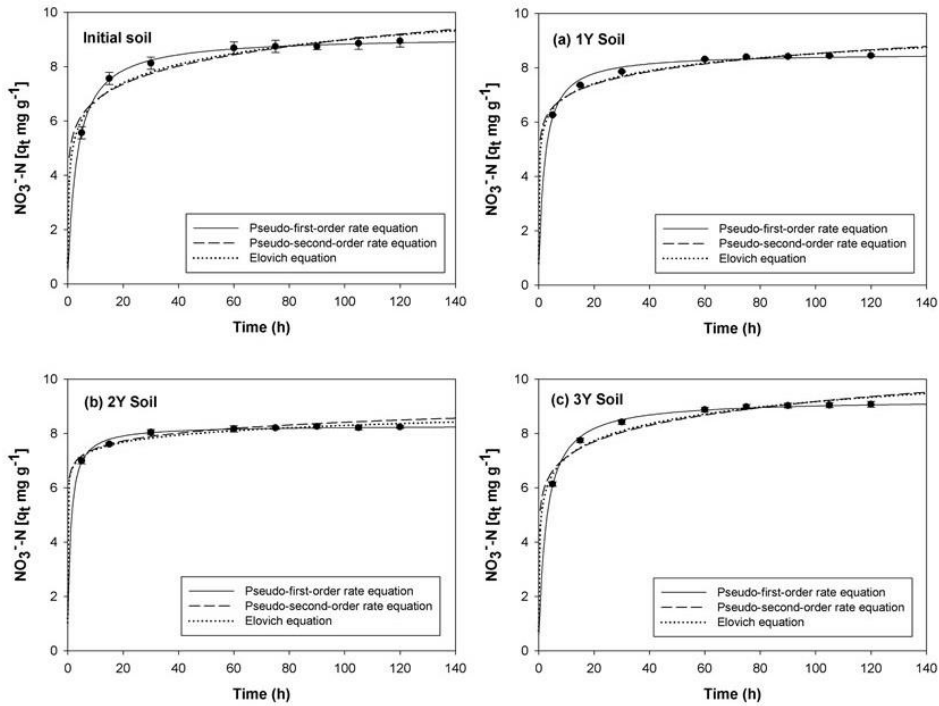 Initial soil
NO₃⁻-N [qₜ mg g⁻¹]
10
8
6
4
2
0
Pseudo-first-order rate equation
Pseudo-second-order rate equation
Elovich equation
0 20 40 60 80 100 120 140
Time (h)
(a) 1Y Soil
NO₃⁻-N [qₜ mg g⁻¹]
10
8
6
4
2
0
Pseudo-first-order rate equation
Pseudo-second-order rate equation
Elovich equation
0 20 40 60 80 100 120 140
Time (h)
(b) 2Y Soil
NO₃⁻-N [qₜ mg g⁻¹]
10
8
6
4
2
0
Pseudo-first-order rate equation
Pseudo-second-order rate equation
Elovich equation
0 20 40 60 80 100 120 140
Time (h)
(c) 3Y Soil
NO₃⁻-N [qₜ mg g⁻¹]
10
8
6
4
2
0
Pseudo-first-order rate equation
Pseudo-second-order rate equation
Elovich equation
0 20 40 60 80 100 120 140
Time (h)